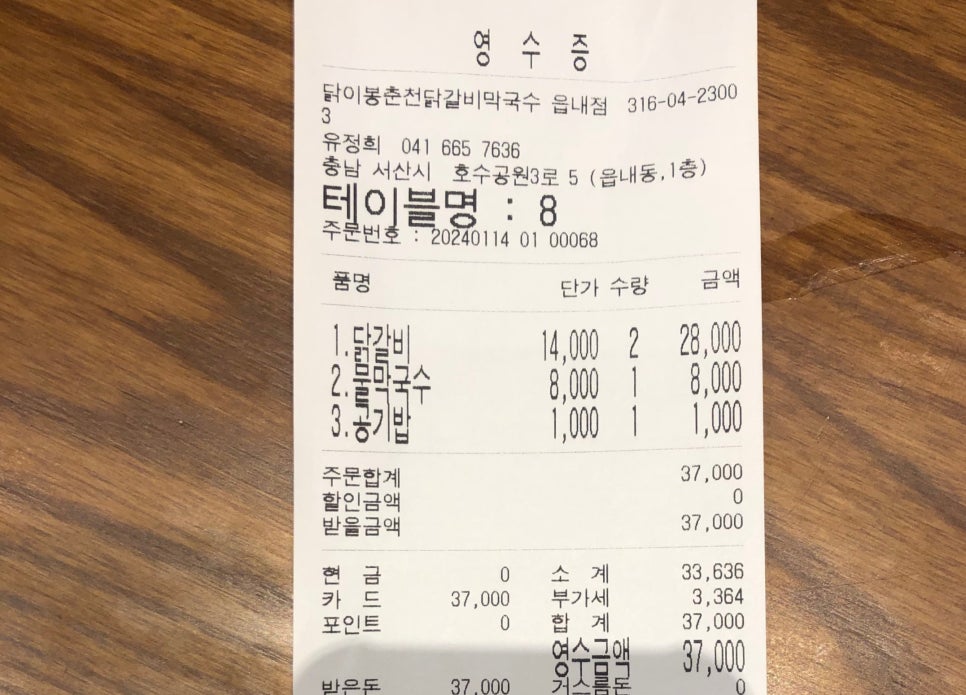 영 수 증
닭이봉춘천닭갈비막국수 읍내점 316-04-2300
3
유정희 041 665 7636
충남 서산시 호수공원3로 5 (읍내동,1층)
테이블명 : 8
주문번호 : 20240114 01 00068
품명 단가 수량 금액
1.닭갈비 14,000 2 28,000
2.물막국수 8,000 1 8,000
3.공기밥 1,000 1 1,000
주문합계 37,000
할인금액 0
받을금액 37,000
현 금 0 소 계 33,636
카 드 37,000 부가세 3,364
포인트 0 합 계 37,000
영수금액 37,000
받은돈 37,000 거스름돈 0